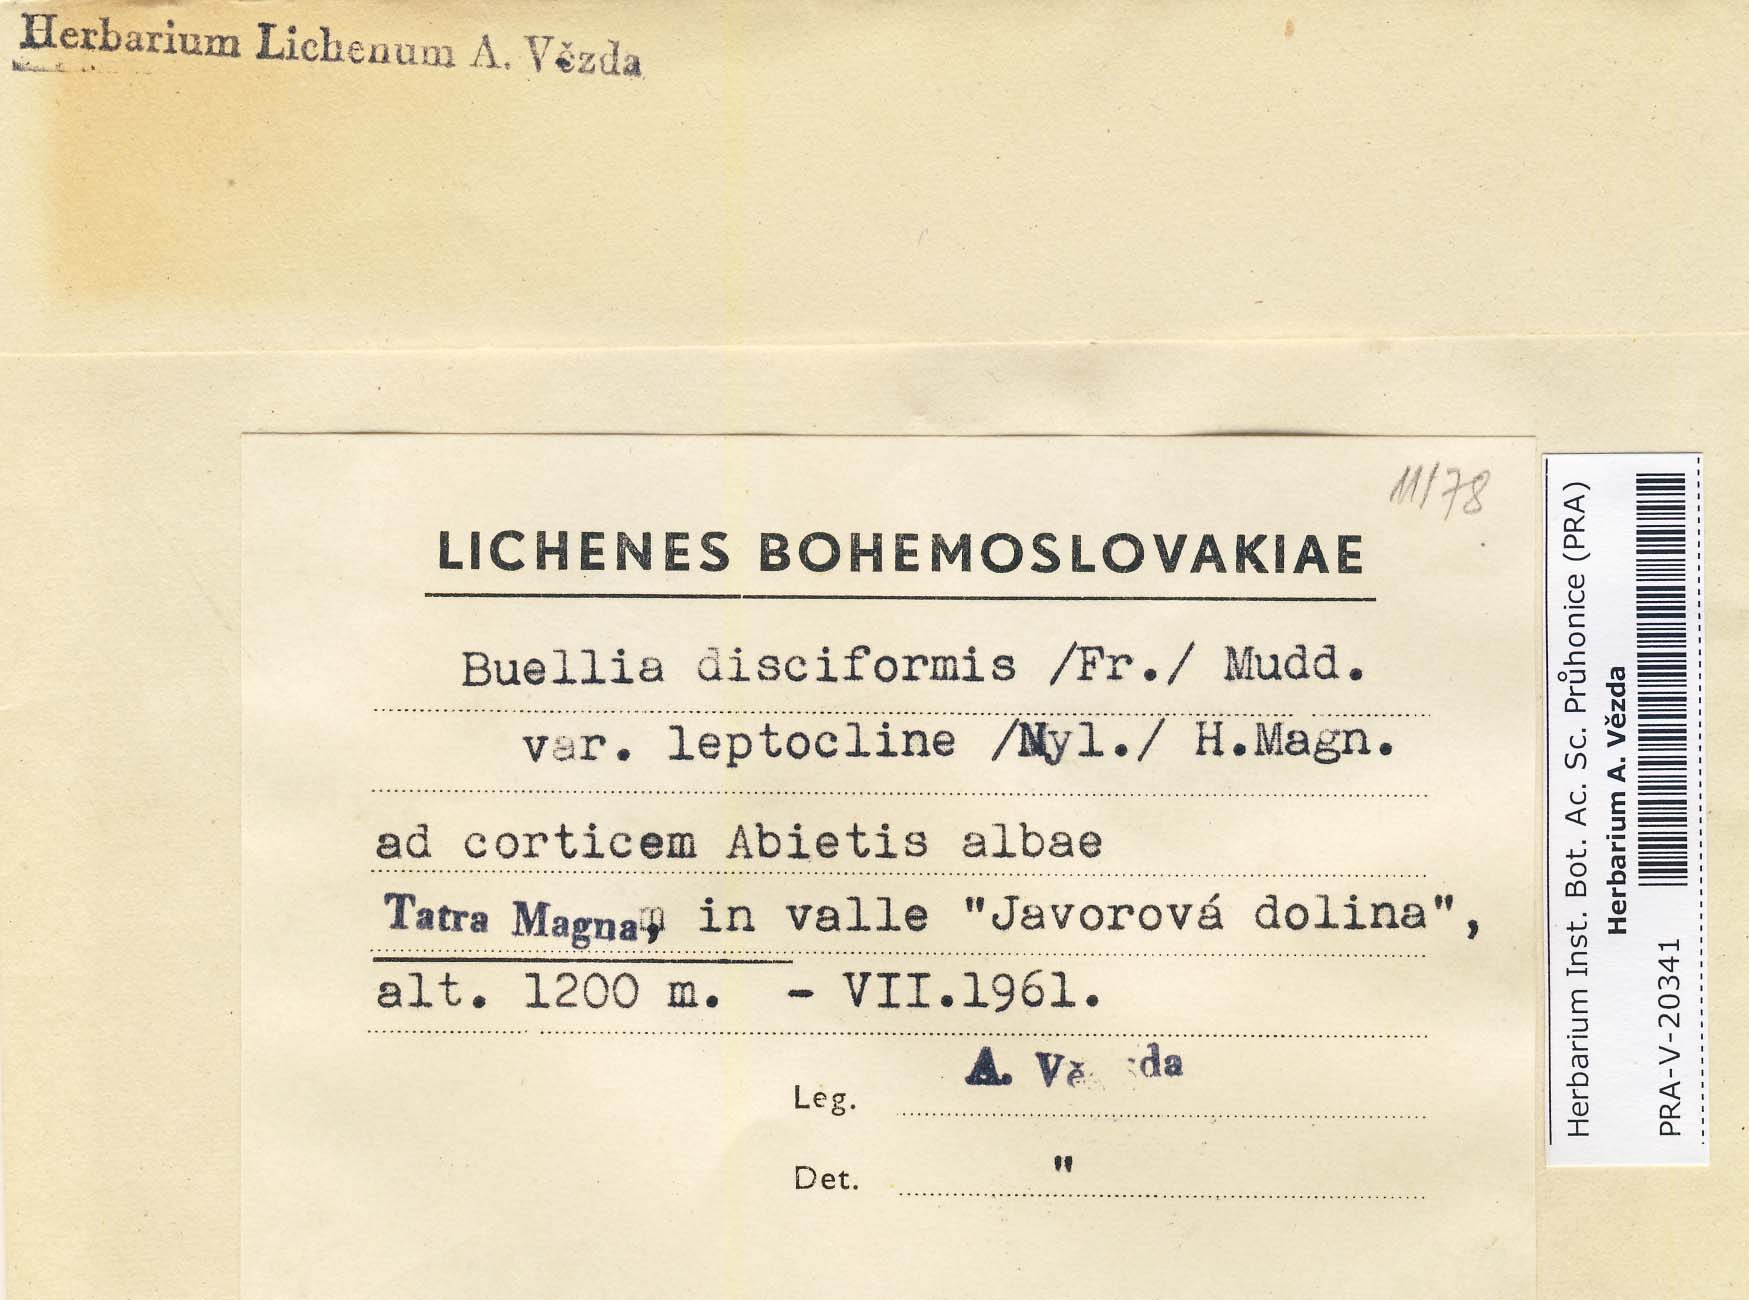 Herbarium Lichenum A. Vězda
11/78
LICHENES BOHEMOSLOVAKIAE
Buellia disciformis /Fr./ Mudd.
var. leptocline /Nyl./ H.Magn.
ad corticem Abietis albae
Tatra Magna, in valle "Javorová dolina",
alt. 1200 m. - VII.1961.
Leg. A. Vězda
Det. "
Herbarium Inst. Bot. Ac. Sc. Průhonice (PRA)
Herbarium A. Vězda
PRA-V-20341